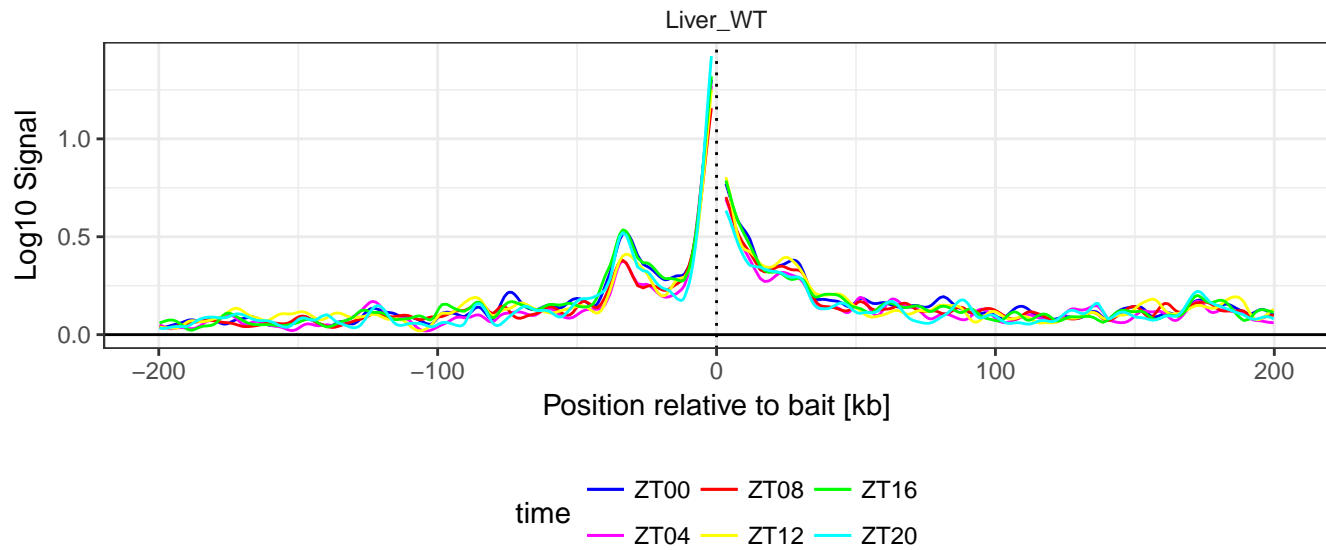 Liver_WT
Log10 Signal
1.0
0.5
0.0
−200 −100 0 100 200
Position relative to bait [kb]
time
ZT00 ZT08 ZT16
ZT04 ZT12 ZT20